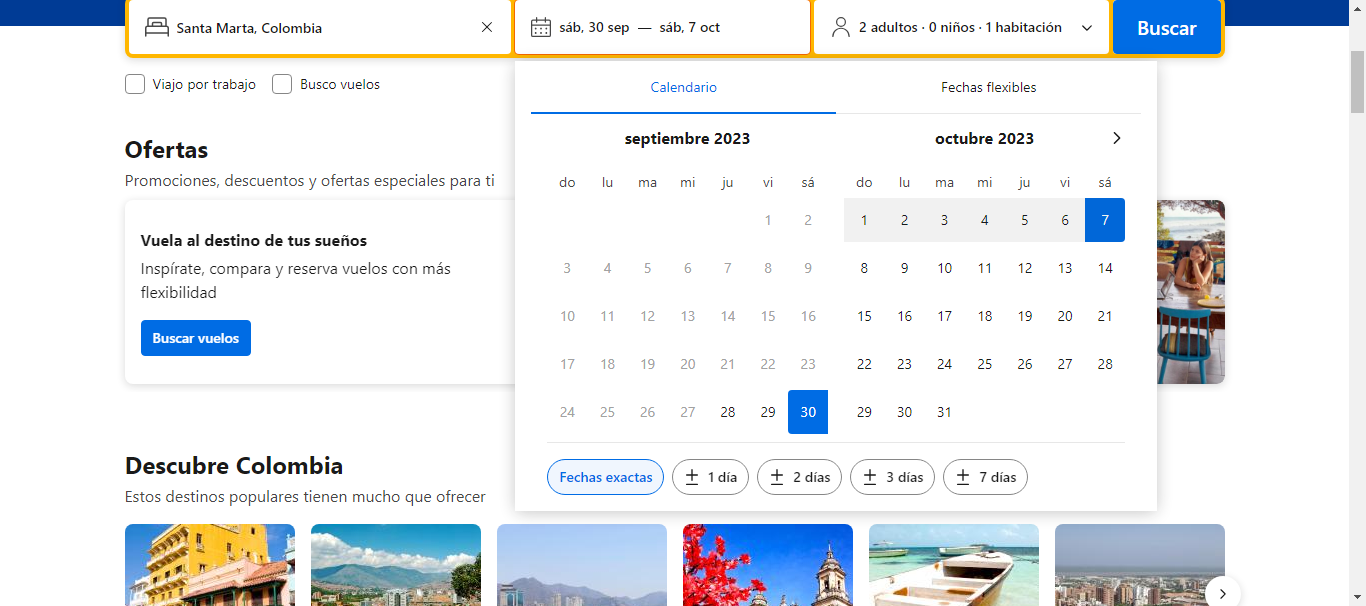 Santa Marta, Colombia
sáb, 30 sep — sáb, 7 oct
2 adultos · 0 niños · 1 habitación
Buscar
Viajo por trabajo
Busco vuelos
Calendario
Fechas flexibles
septiembre 2023
do lu ma mi ju vi sá
1 2
3 4 5 6 7 8 9
10 11 12 13 14 15 16
17 18 19 20 21 22 23
24 25 26 27 28 29 30
octubre 2023
do lu ma mi ju vi sá
1 2 3 4 5 6 7
8 9 10 11 12 13 14
15 16 17 18 19 20 21
22 23 24 25 26 27 28
29 30 31
Fechas exactas
± 1 día
± 2 días
± 3 días
± 7 días
Ofertas
Promociones, descuentos y ofertas especiales para ti
Vuela al destino de tus sueños
Inspírate, compara y reserva vuelos con más
flexibilidad
Buscar vuelos
Descubre Colombia
Estos destinos populares tienen mucho que ofrecer